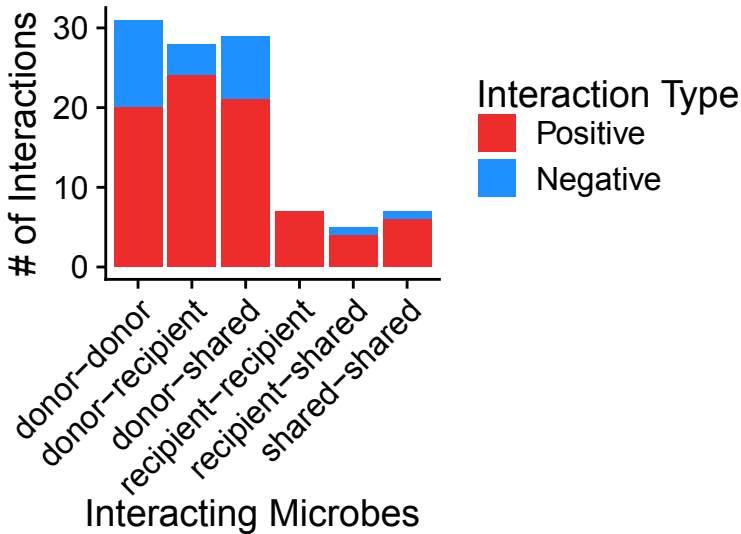 # of Interactions
30
20
10
0
donor−donor
donor−recipient
donor−shared
recipient−recipient
recipient−shared
shared−shared
Interacting Microbes
Interaction Type
Positive
Negative